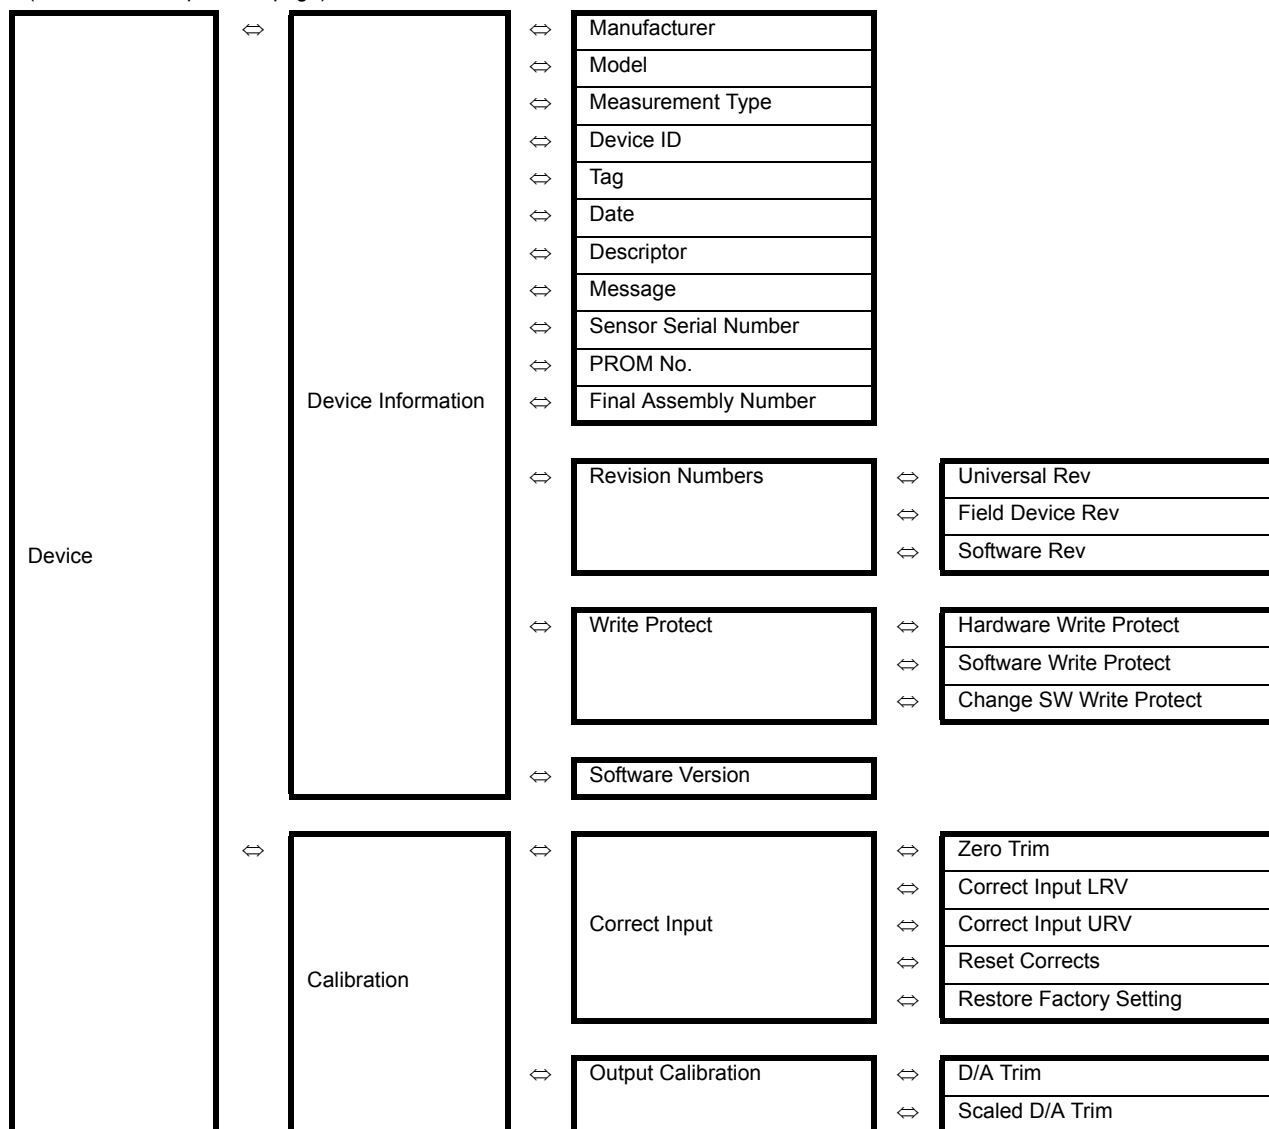 Device
⇔ Device Information
⇔ Manufacturer
⇔ Model
⇔ Measurement Type
⇔ Device ID
⇔ Tag
⇔ Date
⇔ Descriptor
⇔ Message
⇔ Sensor Serial Number
⇔ PROM No.
⇔ Final Assembly Number
⇔ Revision Numbers
⇔ Universal Rev
⇔ Field Device Rev
⇔ Software Rev
⇔ Write Protect
⇔ Hardware Write Protect
⇔ Software Write Protect
⇔ Change SW Write Protect
⇔ Software Version
⇔ Calibration
⇔ Correct Input
⇔ Zero Trim
⇔ Correct Input LRV
⇔ Correct Input URV
⇔ Reset Corrects
⇔ Restore Factory Setting
⇔ Output Calibration
⇔ D/A Trim
⇔ Scaled D/A Trim